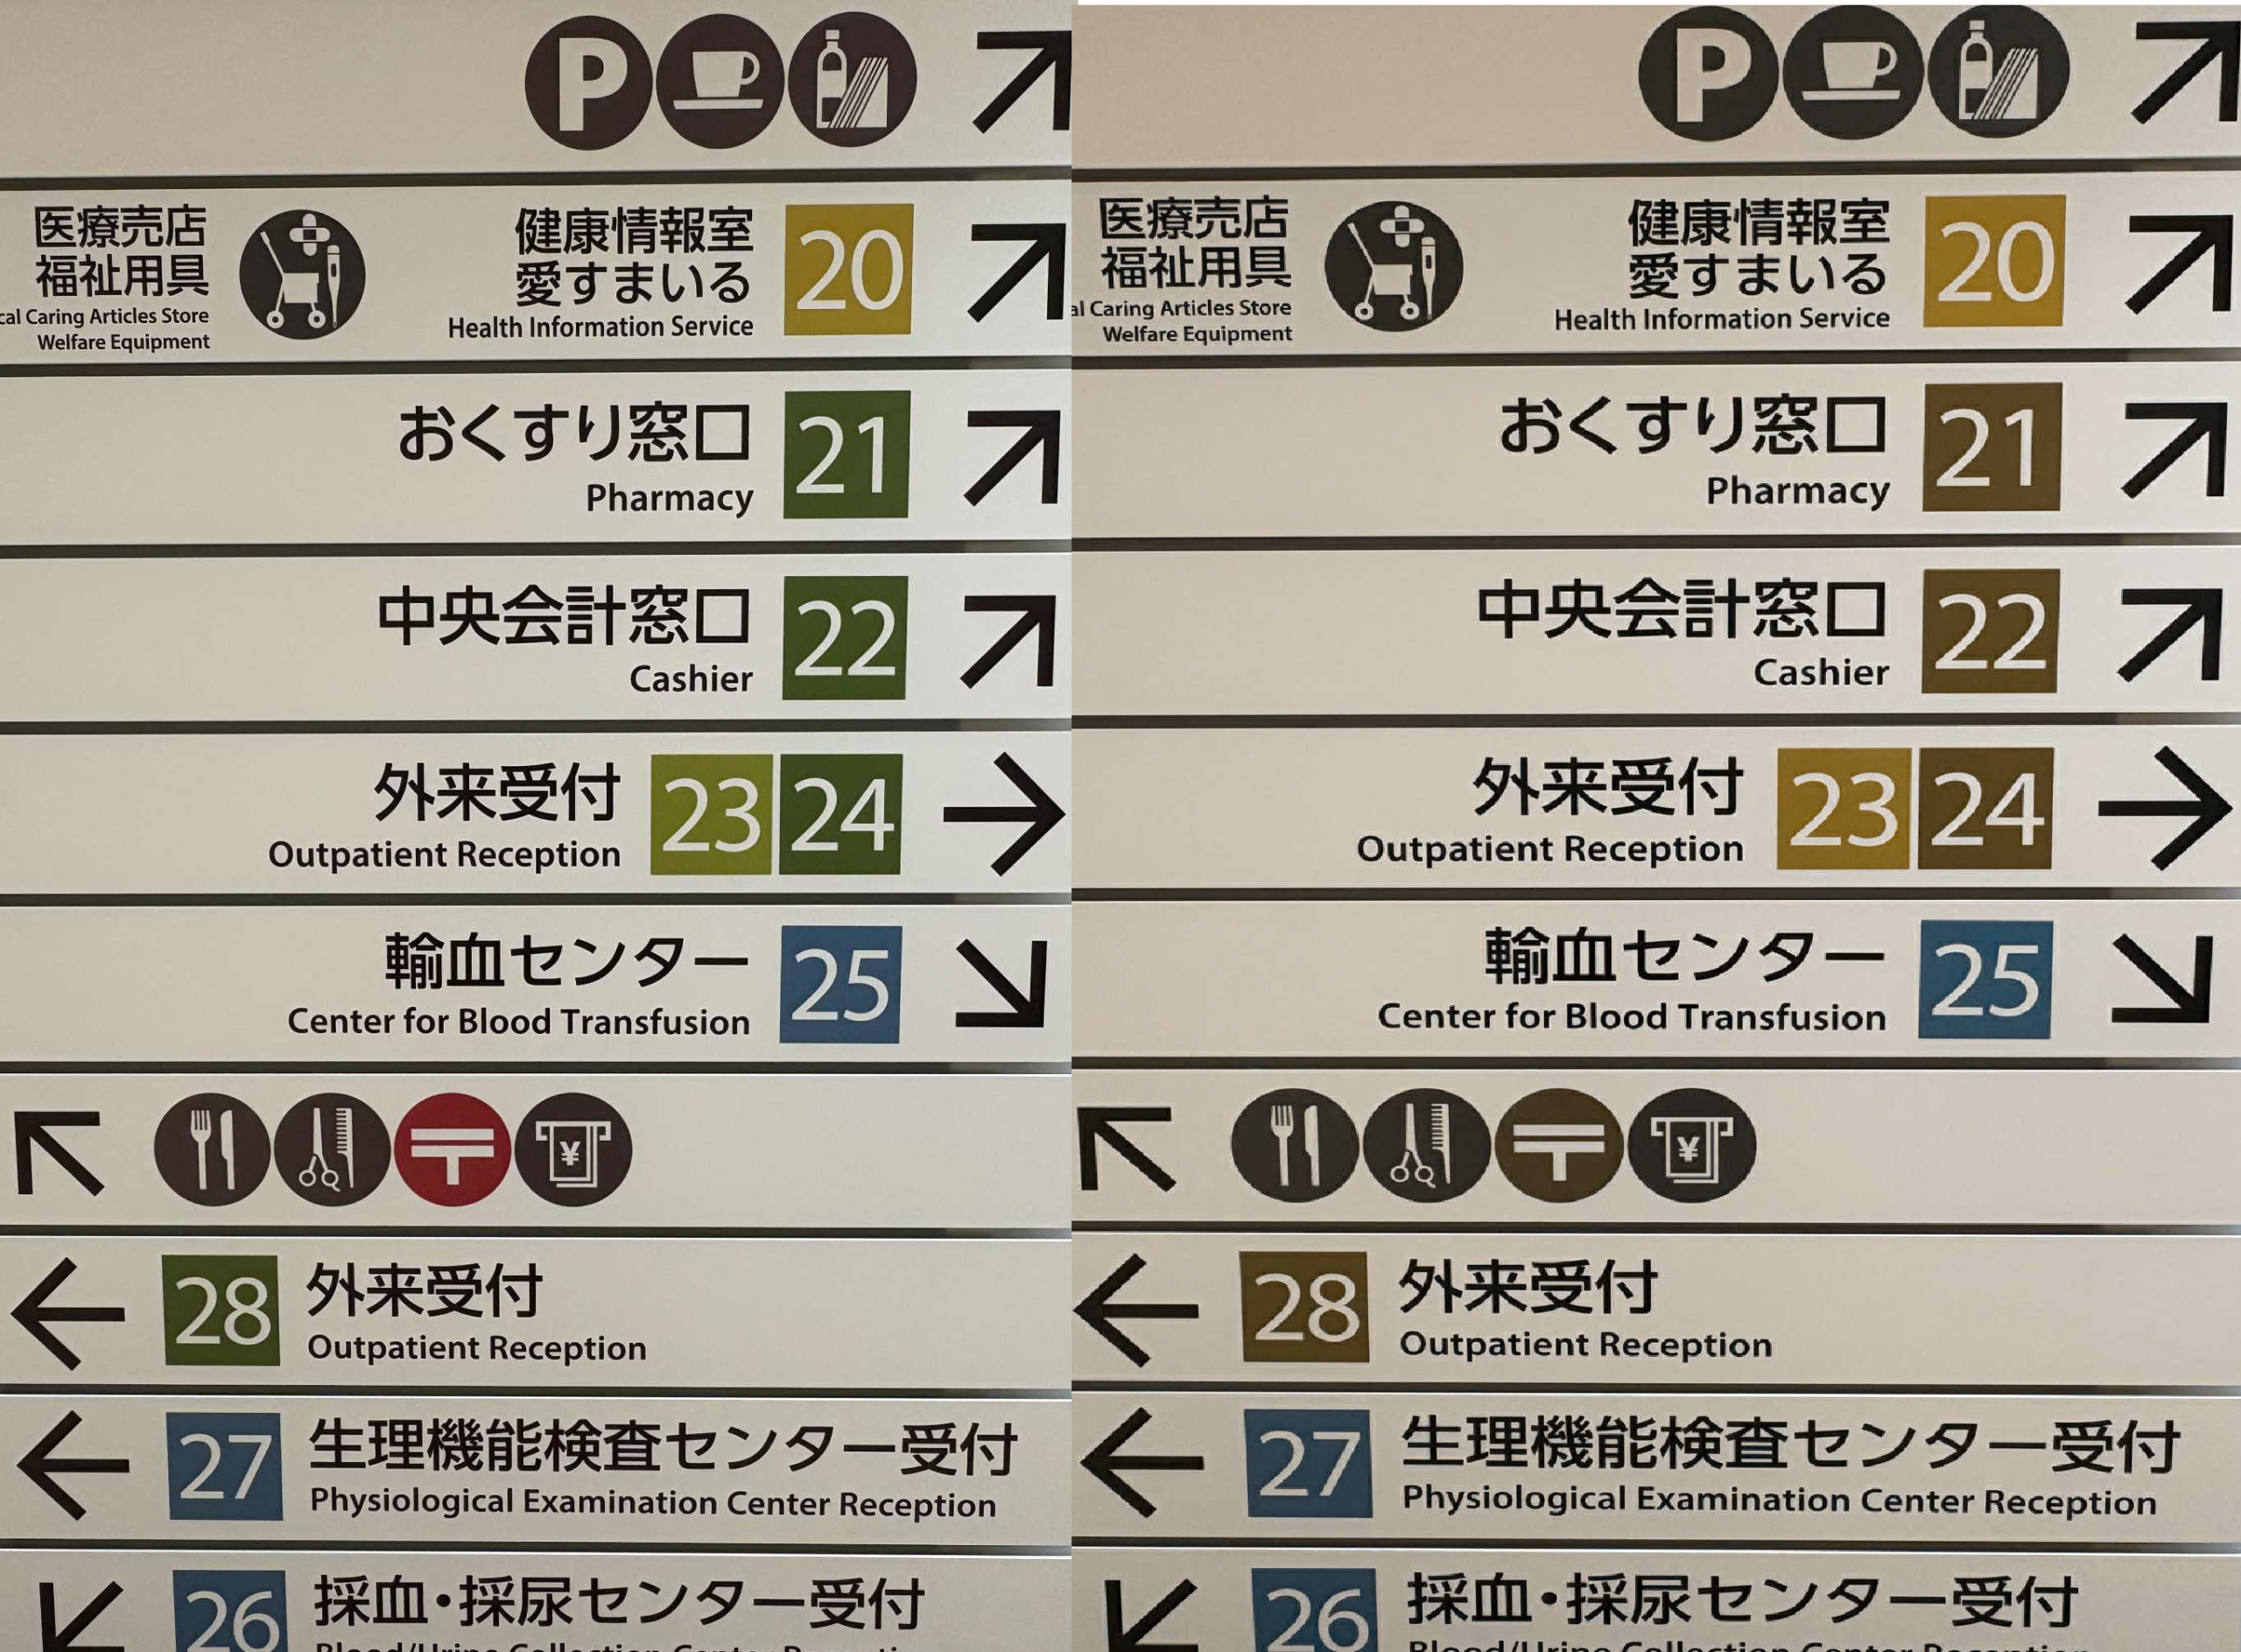 P
医療売店
福祉用具
cal Caring Articles Store
Welfare Equipment
健康情報室
愛すまいる
Health Information Service
20
おくすり窓口
Pharmacy
21
中央会計窓口
Cashier
22
外来受付
Outpatient Reception
23 24
輸血センター
Center for Blood Transfusion
25
〒 ¥
28
外来受付
Outpatient Reception
27
生理機能検査センター受付
Physiological Examination Center Reception
26
採血・採尿センター受付
Blood/Urine Collection Center Recepti
P
医療売店
福祉用具
al Caring Articles Store
Welfare Equipment
健康情報室
愛すまいる
Health Information Service
20
おくすり窓口
Pharmacy
21
中央会計窓口
Cashier
22
外来受付
Outpatient Reception
23 24
輸血センター
Center for Blood Transfusion
25
〒 ¥
28
外来受付
Outpatient Reception
27
生理機能検査センター受付
Physiological Examination Center Reception
26
採血・採尿センター受付
Blood/Urine Collection Center Reception